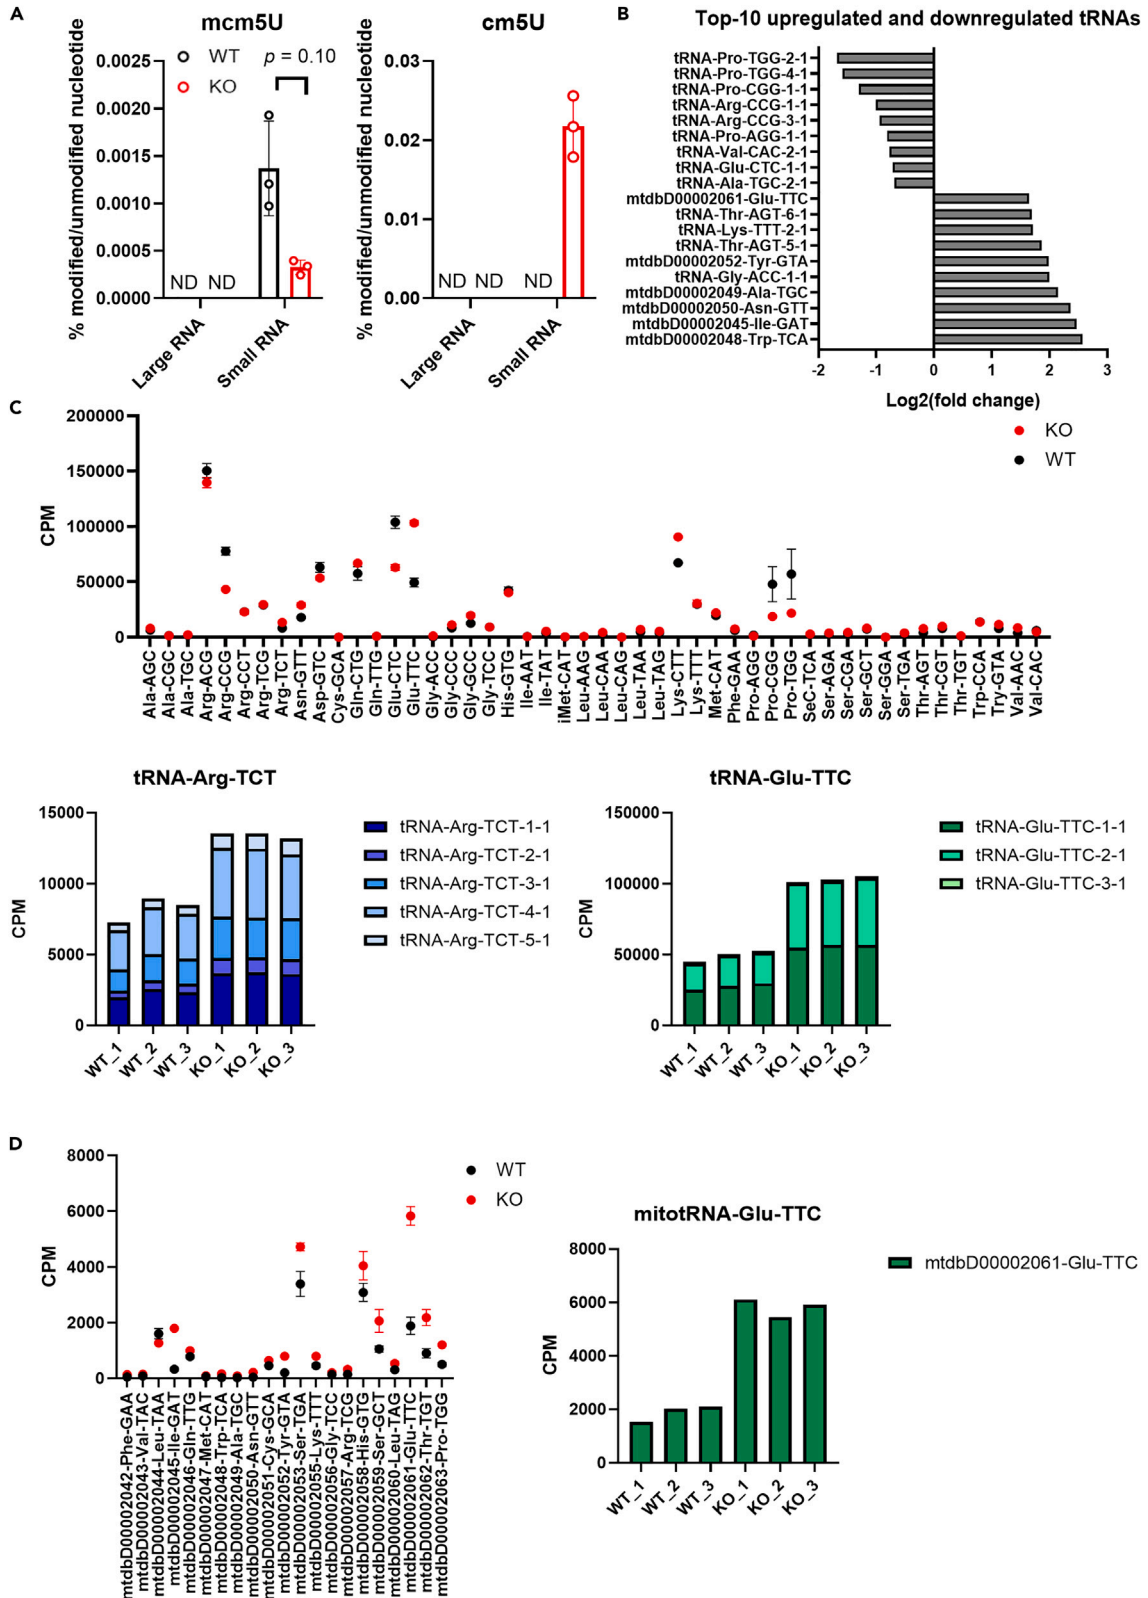 A
mcm5U
% modified/unmodified nucleotide
0.0025
0.0020
0.0015
0.0010
0.0005
0.0000
WT
KO
p = 0.10
ND ND
Large RNA
Small RNA
cm5U
% modified/unmodified nucleotide
0.03
0.02
0.01
0.00
ND ND ND
Large RNA
Small RNA
B
Top-10 upregulated and downregulated tRNAs
tRNA-Pro-TGG-2-1
tRNA-Pro-TGG-4-1
tRNA-Pro-CGG-1-1
tRNA-Arg-CCG-1-1
tRNA-Arg-CCG-3-1
tRNA-Pro-AGG-1-1
tRNA-Val-CAC-2-1
tRNA-Glu-CTC-1-1
tRNA-Ala-TGC-2-1
mtdbD00002061-Glu-TTC
tRNA-Thr-AGT-6-1
tRNA-Lys-TTT-2-1
tRNA-Thr-AGT-5-1
mtdbD00002052-Tyr-GTA
tRNA-Gly-ACC-1-1
mtdbD00002049-Ala-TGC
mtdbD00002050-Asn-GTT
mtdbD00002045-Ile-GAT
mtdbD00002048-Trp-TCA
-2 -1 0 1 2 3
Log2(fold change)
C
KO
WT
CPM
200000
150000
100000
50000
0
Ala-AGC
Ala-CGC
Ala-TGC
Arg-ACG
Arg-CCG
Arg-CCT
Arg-TCG
Arg-TCT
Asn-GTT
Asp-GTC
Cys-GCA
Gln-CTG
Gln-TTG
Glu-CTC
Glu-TTC
Gly-ACC
Gly-CCC
Gly-GCC
Gly-TCC
His-GTG
Ile-AAT
Ile-TAT
iMet-CAT
Leu-AAG
Leu-CAA
Leu-CAG
Leu-TAA
Leu-TAG
Lys-CTT
Lys-TTT
Met-CAT
Phe-GAA
Pro-AGG
Pro-CGG
Pro-TGG
SeC-TCA
Ser-AGA
Ser-CGA
Ser-GCT
Ser-GGA
Ser-TGA
Thr-AGT
Thr-CGT
Thr-TGT
Trp-CCA
Try-GTA
Val-AAC
Val-CAC
tRNA-Arg-TCT
CPM
15000
10000
5000
0
WT_1
WT_2
WT_3
KO_1
KO_2
KO_3
tRNA-Arg-TCT-1-1
tRNA-Arg-TCT-2-1
tRNA-Arg-TCT-3-1
tRNA-Arg-TCT-4-1
tRNA-Arg-TCT-5-1
tRNA-Glu-TTC
CPM
150000
100000
50000
0
WT_1
WT_2
WT_3
KO_1
KO_2
KO_3
tRNA-Glu-TTC-1-1
tRNA-Glu-TTC-2-1
tRNA-Glu-TTC-3-1
D
CPM
8000
6000
4000
2000
0
WT
KO
mtdbD00002042-Phe-GAA
mtdbD00002043-Val-TAC
mtdbD00002044-Leu-TAA
mtdbD00002045-Ile-GAT
mtdbD00002046-Gln-TTG
mtdbD00002047-Met-CAT
mtdbD00002048-Trp-TCA
mtdbD00002049-Ala-TGC
mtdbD00002050-Asn-GTT
mtdbD00002051-Cys-GCA
mtdbD00002052-Tyr-GTA
mtdbD00002053-Ser-TGA
mtdbD00002055-Lys-TTT
mtdbD00002056-Gly-TCC
mtdbD00002057-Arg-TCG
mtdbD00002058-His-GTG
mtdbD00002059-Ser-GCT
mtdbD00002060-Leu-TAG
mtdbD00002061-Glu-TTC
mtdbD00002062-Thr-TGT
mtdbD00002063-Pro-TGG
mitotRNA-Glu-TTC
CPM
8000
6000
4000
2000
0
WT_1
WT_2
WT_3
KO_1
KO_2
KO_3
mtdbD00002061-Glu-TTC